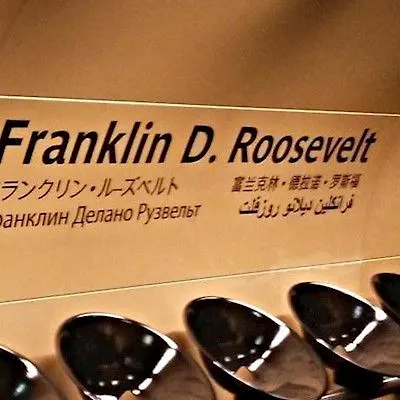 Franklin D. Roosevelt
ランクリン・ルーズベルト
富兰克林・德拉诺・罗斯福
ранклин Делано Рузвельт
فرانكلين ديلانو روزفلت